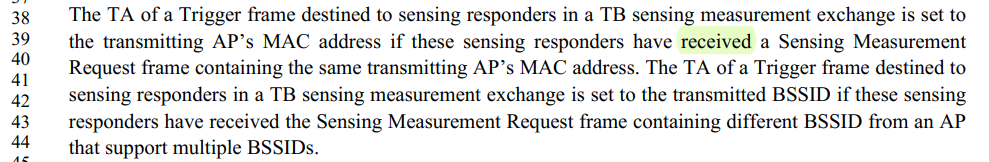 38 The TA of a Trigger frame destined to sensing responders in a TB sensing measurement exchange is set to
39 the transmitting AP's MAC address if these sensing responders have received a Sensing Measurement
40 Request frame containing the same transmitting AP's MAC address. The TA of a Trigger frame destined to
41 sensing responders in a TB sensing measurement exchange is set to the transmitted BSSID if these sensing
42 responders have received the Sensing Measurement Request frame containing different BSSID from an AP
43 that support multiple BSSIDs.
44